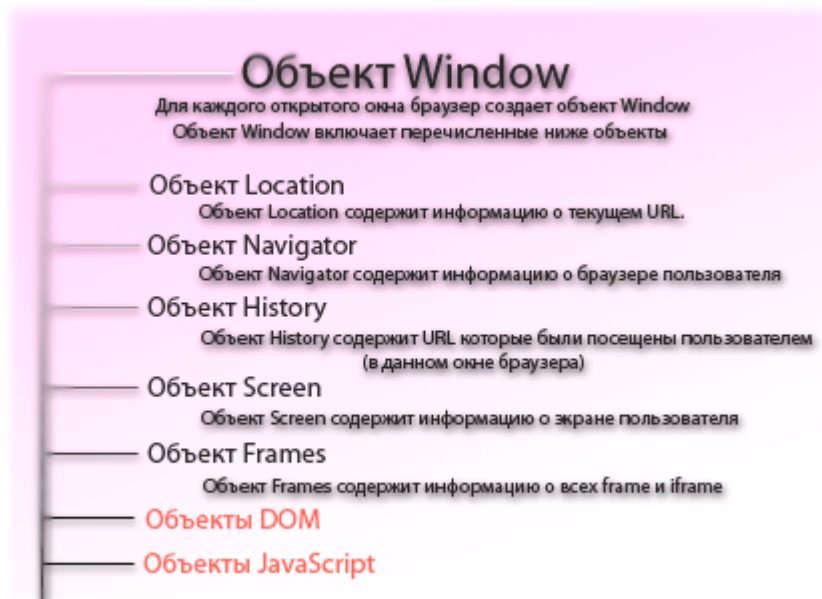 Объект Window
Для каждого открытого окна браузер создает объект Window
Объект Window включает перечисленные ниже объекты
Объект Location
Объект Location содержит информацию о текущем URL.
Объект Navigator
Объект Navigator содержит информацию о браузере пользователя
Объект History
Объект History содержит URL которые были посещены пользователем
(в данном окне браузера)
Объект Screen
Объект Screen содержит информацию о экране пользователя
Объект Frames
Объект Frames содержит информацию о всех frame и iframe
Объекты DOM
Объекты JavaScript